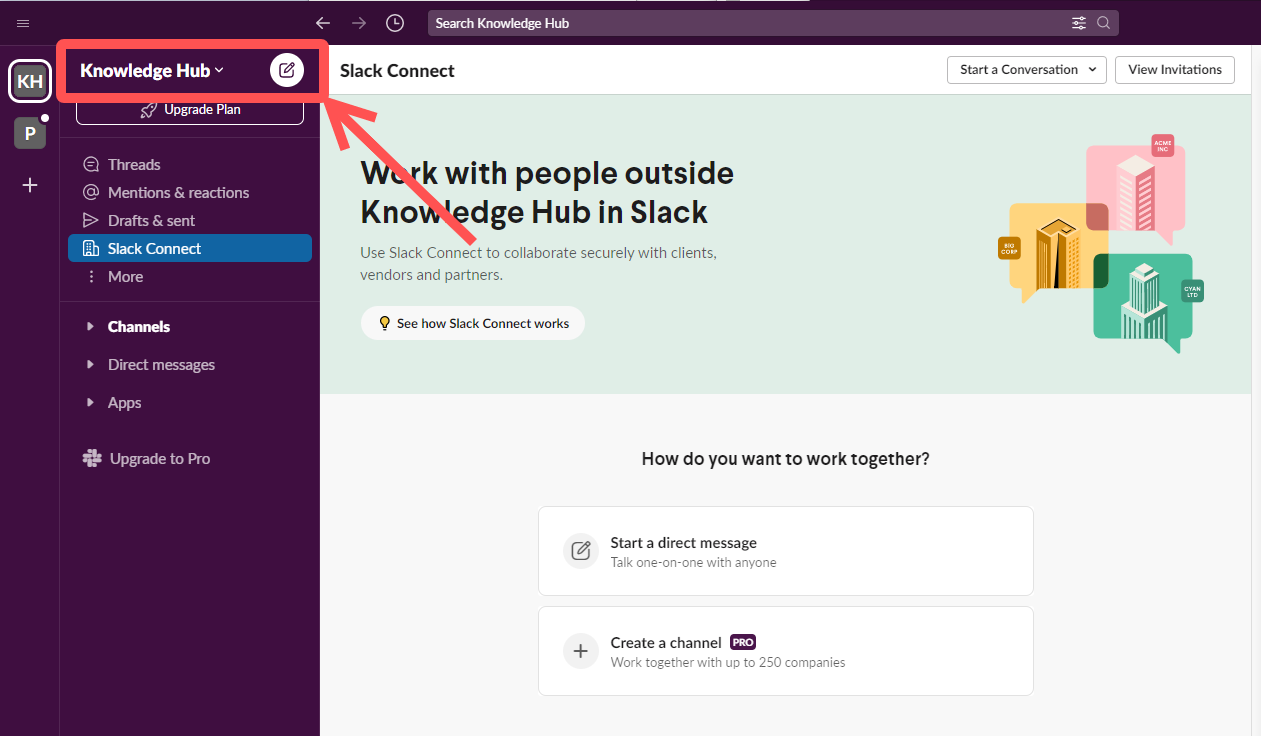 Search Knowledge Hub
KH
P
Knowledge Hub
Upgrade Plan
Threads
Mentions & reactions
Drafts & sent
Slack Connect
More
Channels
Direct messages
Apps
Upgrade to Pro
Slack Connect
Start a Conversation
View Invitations
Work with people outside
Knowledge Hub in Slack
Use Slack Connect to collaborate securely with clients,
vendors and partners.
See how Slack Connect works
ACME
INC
BIG
CORP
CYAN
LTD
How do you want to work together?
Start a direct message
Talk one-on-one with anyone
Create a channel PRO
Work together with up to 250 companies